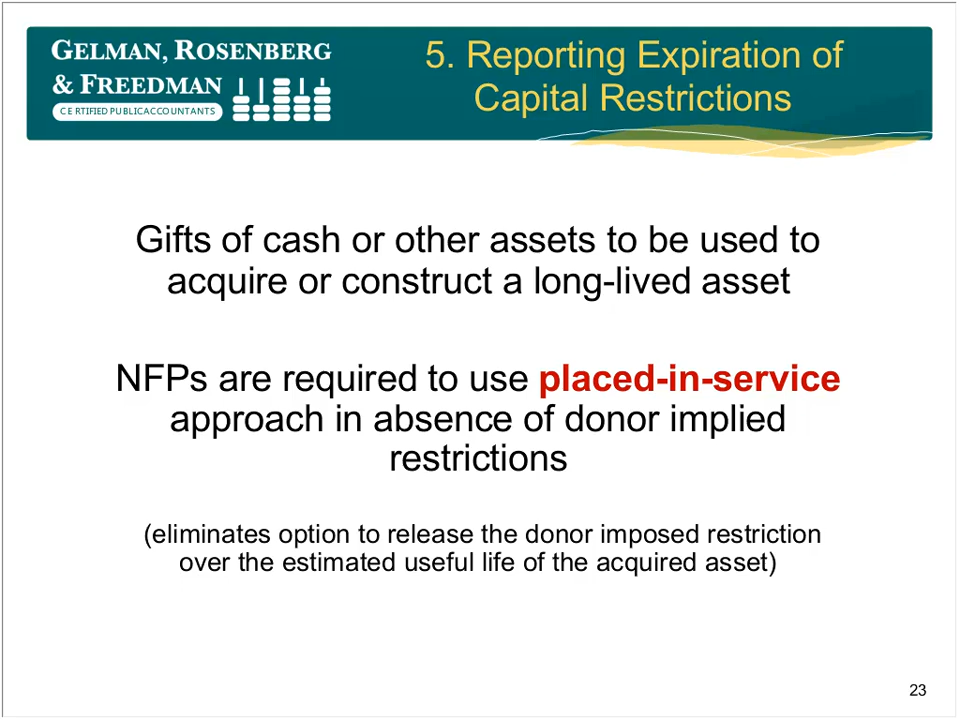 GELMAN, ROSENBERG
& FREEDMAN
CERTIFIED PUBLIC ACCOUNTANTS
5. Reporting Expiration of
Capital Restrictions
Gifts of cash or other assets to be used to
acquire or construct a long-lived asset
NFPs are required to use placed-in-service
approach in absence of donor implied
restrictions
(eliminates option to release the donor imposed restriction
over the estimated useful life of the acquired asset)
23